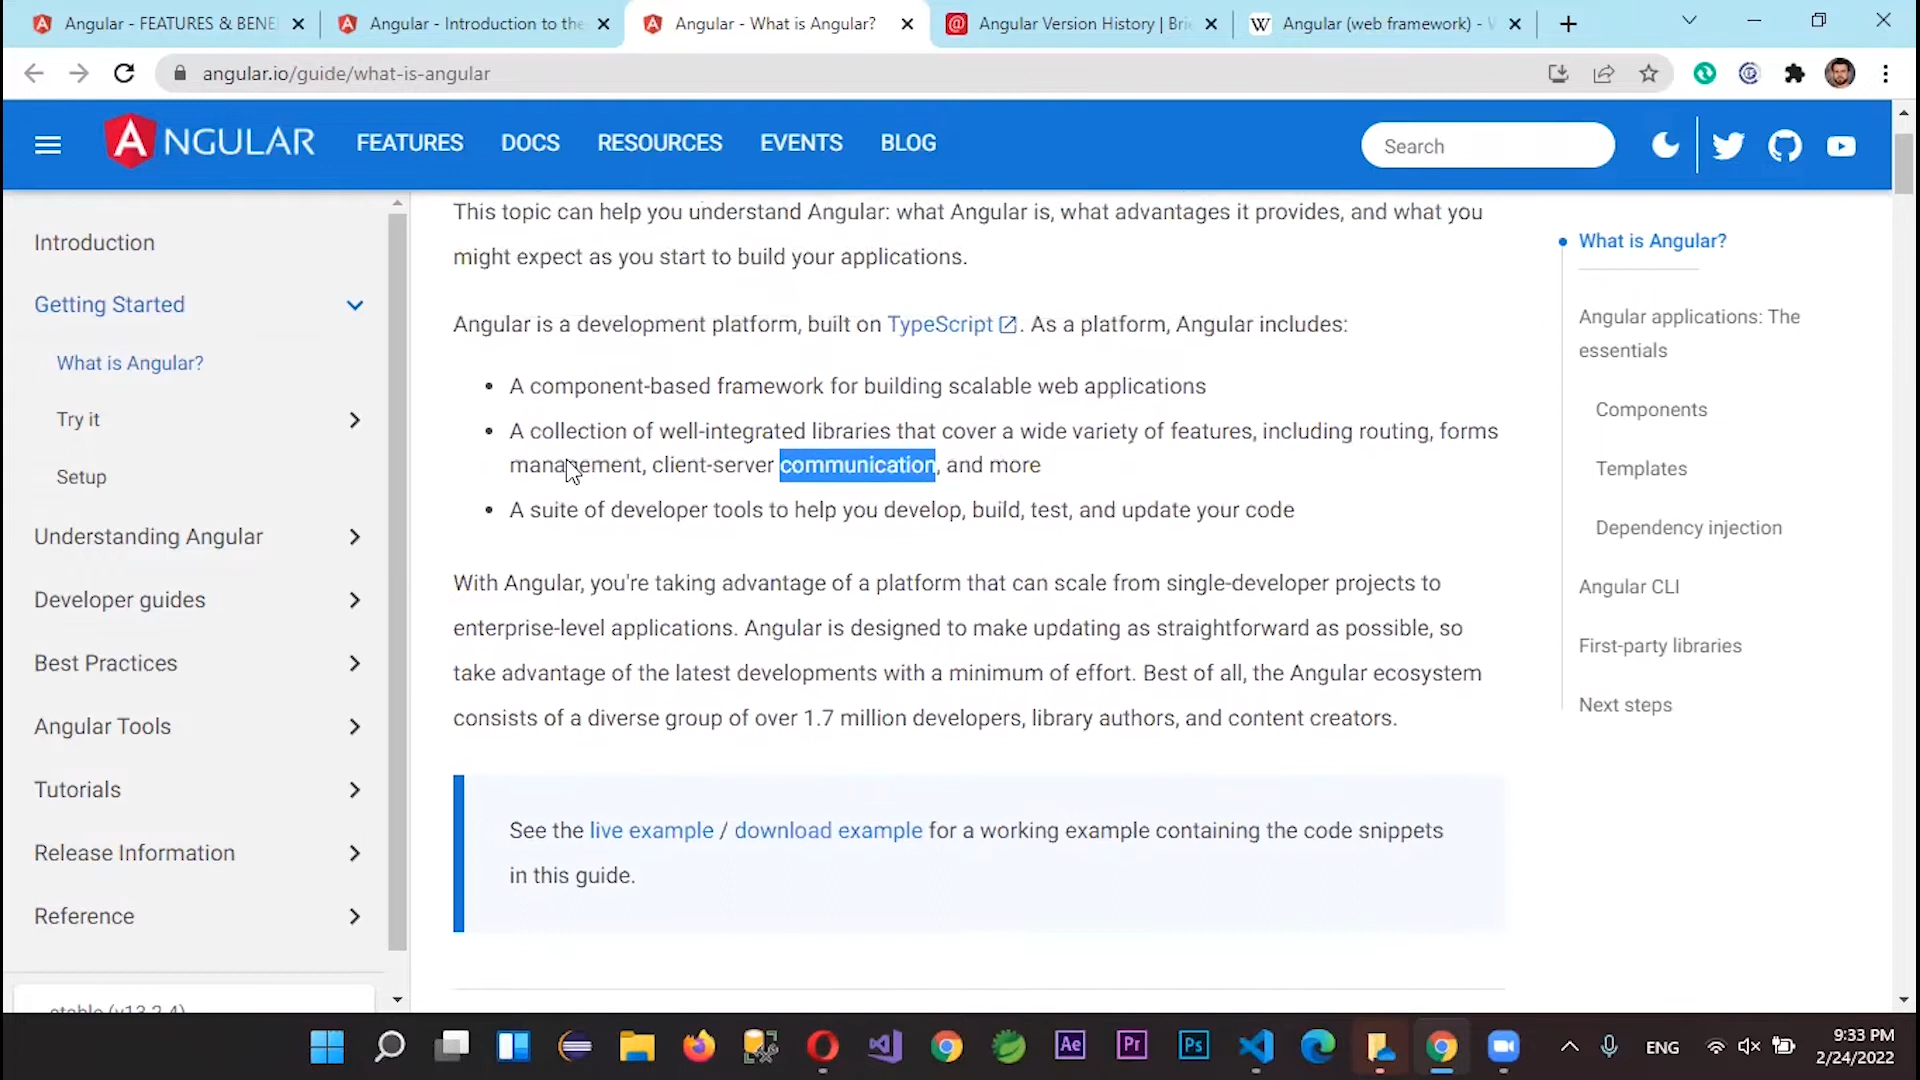 Angular - FEATURES & BENE
Angular - Introduction to the
Angular - What is Angular?
Angular Version History | Bri
Angular (web framework) - W
angular.io/guide/what-is-angular
ANGULAR
FEATURES
DOCS
RESOURCES
EVENTS
BLOG
Search
Introduction
Getting Started
What is Angular?
Try it
Setup
Understanding Angular
Developer guides
Best Practices
Angular Tools
Tutorials
Release Information
Reference
stable (v13.2.4)
This topic can help you understand Angular: what Angular is, what advantages it provides, and what you
might expect as you start to build your applications.
Angular is a development platform, built on TypeScript. As a platform, Angular includes:
• A component-based framework for building scalable web applications
• A collection of well-integrated libraries that cover a wide variety of features, including routing, forms
management, client-server communication, and more
• A suite of developer tools to help you develop, build, test, and update your code
With Angular, you're taking advantage of a platform that can scale from single-developer projects to
enterprise-level applications. Angular is designed to make updating as straightforward as possible, so
take advantage of the latest developments with a minimum of effort. Best of all, the Angular ecosystem
consists of a diverse group of over 1.7 million developers, library authors, and content creators.
See the live example / download example for a working example containing the code snippets
in this guide.
What is Angular?
Angular applications: The
essentials
Components
Templates
Dependency injection
Angular CLI
First-party libraries
Next steps
Ae
Pr
Ps
ENG
9:33 PM
2/24/2022